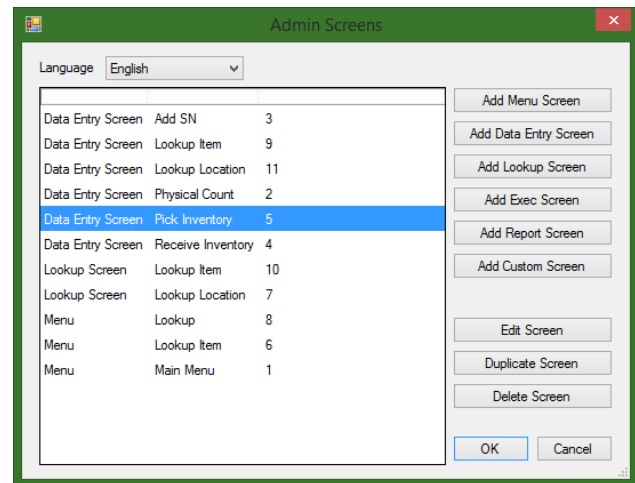 Admin Screens
Language English
Data Entry Screen Add SN 3
Data Entry Screen Lookup Item 9
Data Entry Screen Lookup Location 11
Data Entry Screen Physical Count 2
Data Entry Screen Pick Inventory 5
Data Entry Screen Receive Inventory 4
Lookup Screen Lookup Item 10
Lookup Screen Lookup Location 7
Menu Lookup 8
Menu Lookup Item 6
Menu Main Menu 1
Add Menu Screen
Add Data Entry Screen
Add Lookup Screen
Add Exec Screen
Add Report Screen
Add Custom Screen
Edit Screen
Duplicate Screen
Delete Screen
OK Cancel